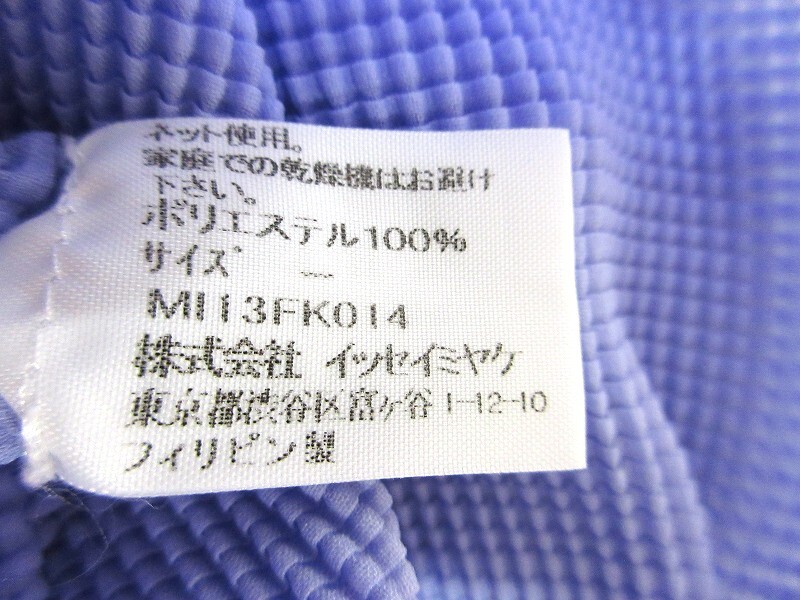 ネット使用。
家庭での乾燥機はお避け
下さい。
ポリエステル100%
サイズ ―
MI13FK014
株式会社 イッセイミヤケ
東京都渋谷区富ヶ谷 1-12-10
フィリピン製